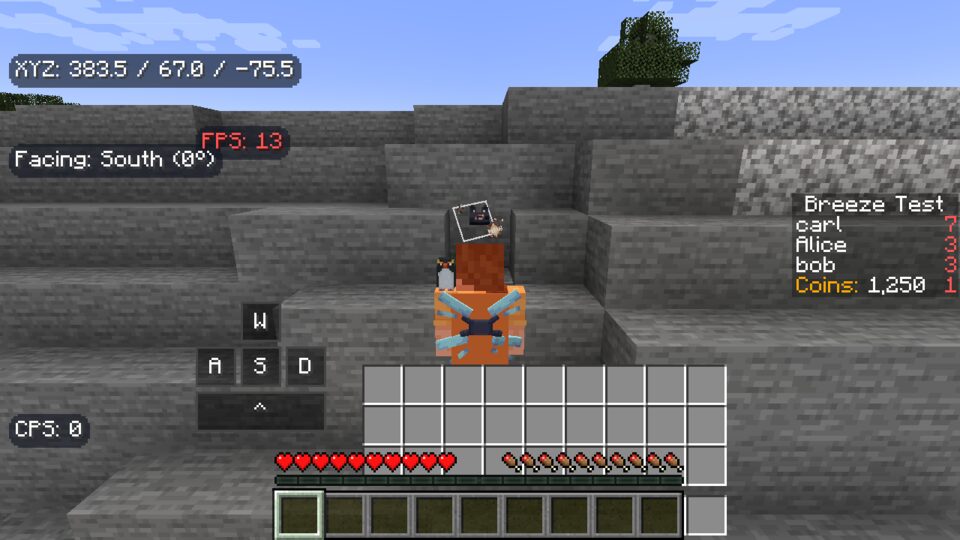 XYZ: 383.5 / 67.0 / -75.5
FPS: 13
Facing: South (0º)
Breeze Test
carl 7
Alice 3
bob 3
Coins: 1,250 1
W
A S D
^
CPS: 0